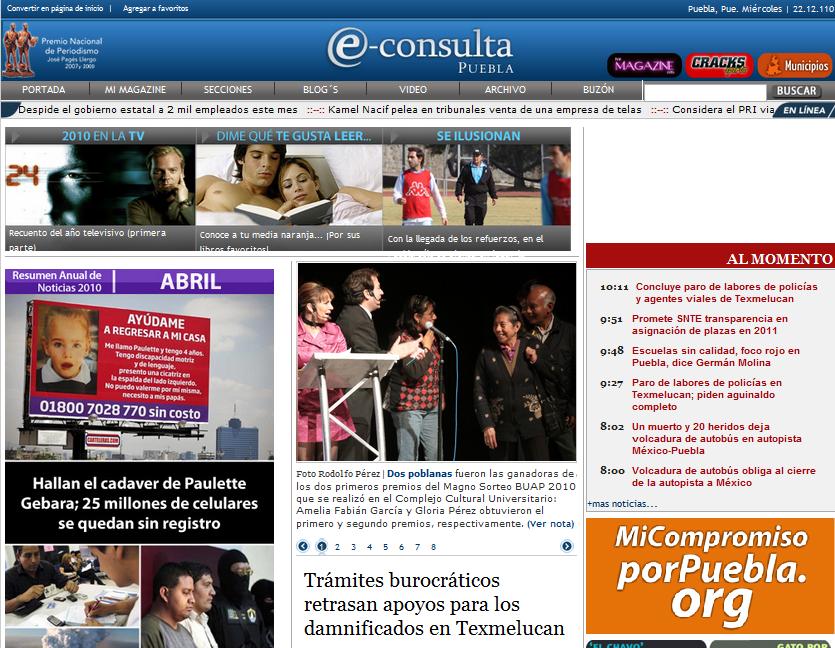 Convertir en página de inicio | Agregar a favoritos
Puebla, Pue. Miércoles | 22.12.110
Premio Nacional
de Periodismo
José Pagés Llergo
2007 y 2009
e-consulta
PUEBLA
MAGAZINE
CRACKS
Municipios
PORTADA MI MAGAZINE SECCIONES BLOG´S VIDEO ARCHIVO BUZÓN
BUSCAR
Despide el gobierno estatal a 2 mil empleados este mes ::-:: Kamel Nacif pelea en tribunales venta de una empresa de telas ::-:: Considera el PRI via
EN LÍNEA
2010 EN LA TV
24
Recuento del año televisivo (primera
parte)
DIME QUÉ TE GUSTA LEER...
Conoce a tu media naranja... ¡Por sus
libros favoritos!
SE ILUSIONAN
Con la llegada de los refuerzos, en el
Resumen Anual de
Noticias 2010
ABRIL
AYÚDAME
A REGRESAR A MI CASA
Me llamo Paulette y tengo 4 años.
Tengo discapacidad motriz
y de lenguaje,
presento una cicatriz en
la espalda del lado izquierdo.
No puedo valerme por mi misma,
necesito a mis papás.
01800 7028 770 sin costo
CARTELERAS.COM
Hallan el cadaver de Paulette
Gebara; 25 millones de celulares
se quedan sin registro
Foto Rodolfo Pérez| Dos poblanas fueron las ganadoras de
los dos primeros premios del Magno Sorteo BUAP 2010
que se realizó en el Complejo Cultural Universitario:
Amelia Fabián García y Gloria Pérez obtuvieron el
primero y segundo premios, respectivamente. (Ver nota)
1 2 3 4 5 6 7 8
Trámites burocráticos
retrasan apoyos para los
damnificados en Texmelucan
AL MOMENTO
10:11 Concluye paro de labores de policías
y agentes viales de Texmelucan
9:51 Promete SNTE transparencia en
asignación de plazas en 2011
9:48 Escuelas sin calidad, foco rojo en
Puebla, dice Germán Molina
9:27 Paro de labores de policías en
Texmelucan; piden aguinaldo
completo
8:02 Un muerto y 20 heridos deja
volcadura de autobús en autopista
México-Puebla
8:00 Volcadura de autobús obliga al cierre
de la autopista a México
+mas noticias...
MiCompromiso
porPuebla.
org
'EL CHAVO'
GATO POR